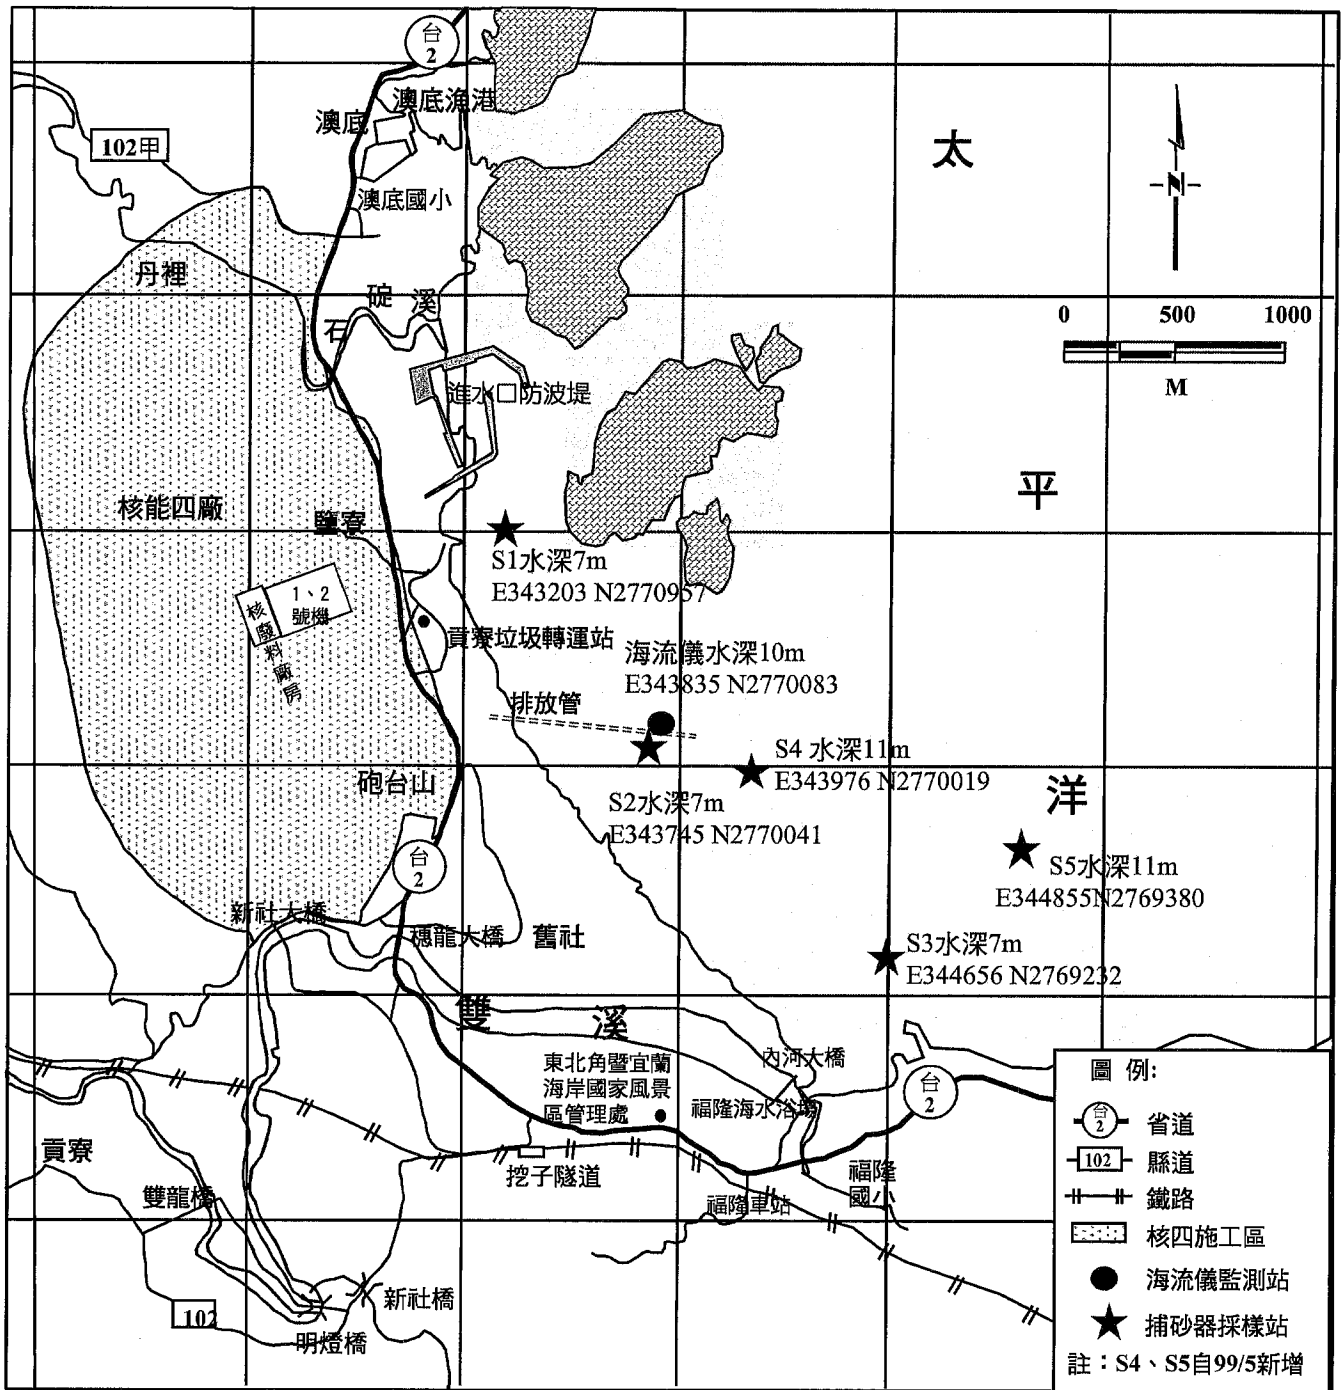 台
2
澳底漁港
澳底
102甲
澳底國小
太
丹裡
碇 溪
石
0 500 1000
M
進水口防波堤
平
核能四廠
鹽寮
S1水深7m
E343203 N2770957
1、2
號機
核廢料廠房
貢寮垃圾轉運站
海流儀水深10m
E343835 N2770083
排放管
S4 水深11m
E343976 N2770019
砲台山
洋
S2水深7m
E343745 N2770041
台
2
S5水深11m
E344855N2769380
新社大橋
穗龍大橋
舊社
S3水深7m
E344656 N2769232
雙 溪
東北角暨宜蘭
海岸國家風景
區管理處
內河大橋
福隆海水浴場
台
2
貢寮
挖子隧道
福隆
國小
雙龍橋
福隆車站
新社橋
102
明燈橋
圖 例:
台
2
省道
102
縣道
鐵路
核四施工區
海流儀監測站
捕砂器採樣站
註：S4、S5自99/5新增